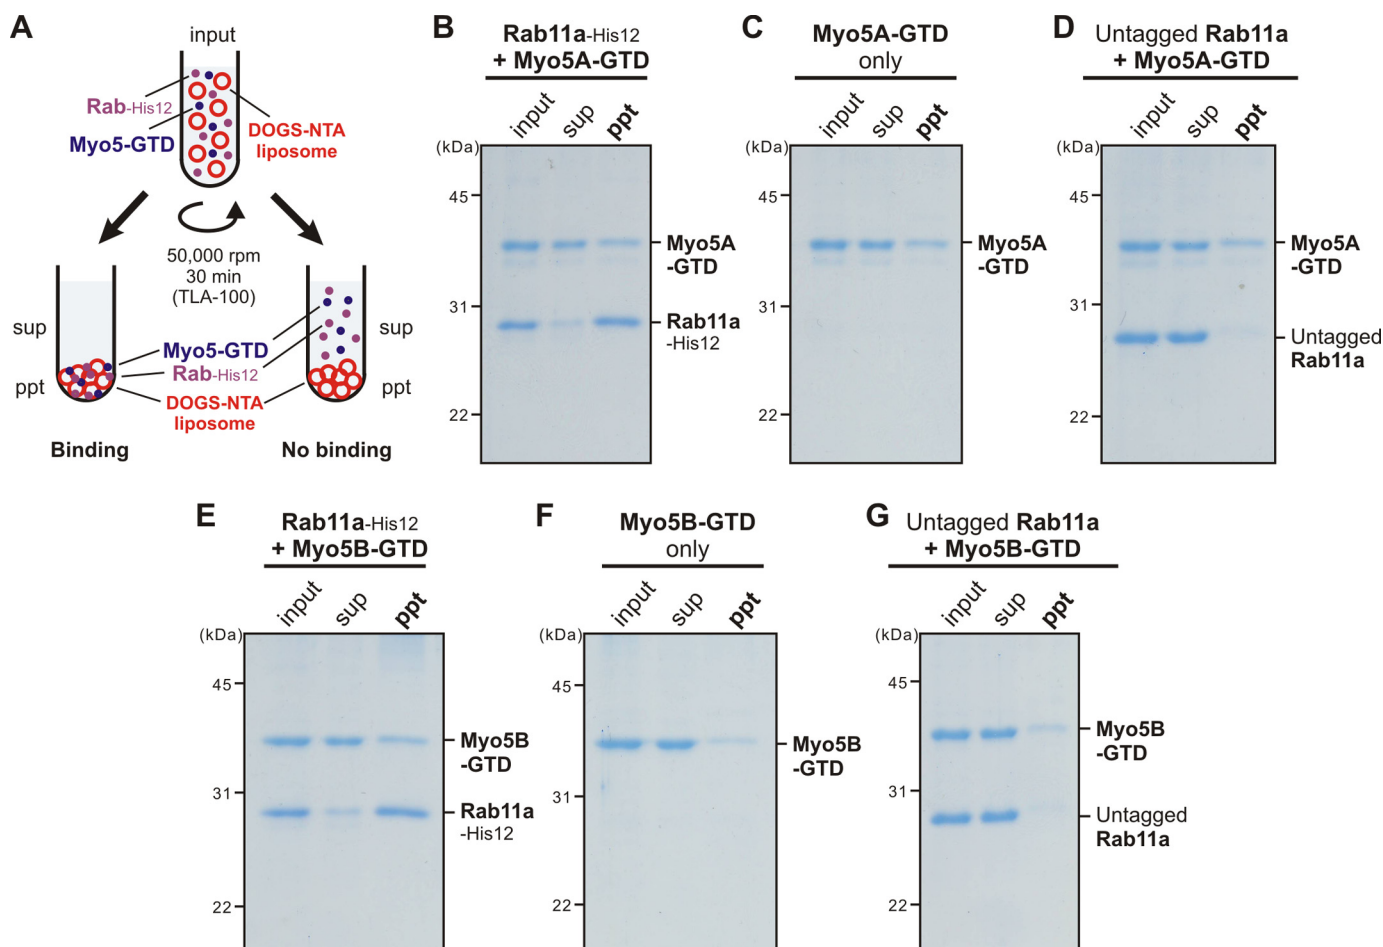 A
input
Rab-His12
Myo5-GTD
DOGS-NTA
liposome
50,000 rpm
30 min
(TLA-100)
sup
ppt
Myo5-GTD
Rab-His12
DOGS-NTA
liposome
sup
ppt
Binding
No binding
B
Rab11a-His12
+ Myo5A-GTD
input
sup
ppt
(kDa)
45
31
22
Myo5A
-GTD
Rab11a
-His12
C
Myo5A-GTD
only
input
sup
ppt
(kDa)
45
31
22
Myo5A
-GTD
D
Untagged Rab11a
+ Myo5A-GTD
input
sup
ppt
(kDa)
45
31
22
Myo5A
-GTD
Untagged
Rab11a
E
Rab11a-His12
+ Myo5B-GTD
input
sup
ppt
(kDa)
45
31
22
Myo5B
-GTD
Rab11a
-His12
F
Myo5B-GTD
only
input
sup
ppt
(kDa)
45
31
22
Myo5B
-GTD
G
Untagged Rab11a
+ Myo5B-GTD
input
sup
ppt
(kDa)
45
31
22
Myo5B
-GTD
Untagged
Rab11a